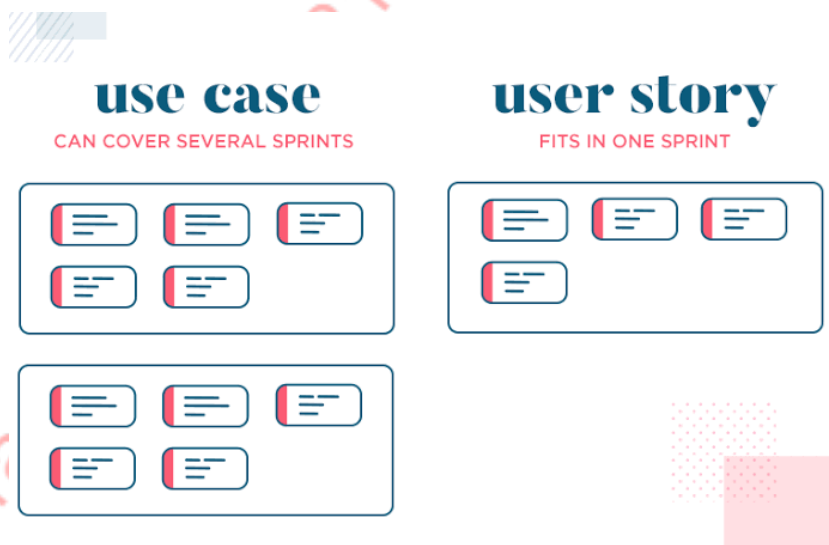 use case
CAN COVER SEVERAL SPRINTS
user story
FITS IN ONE SPRINT